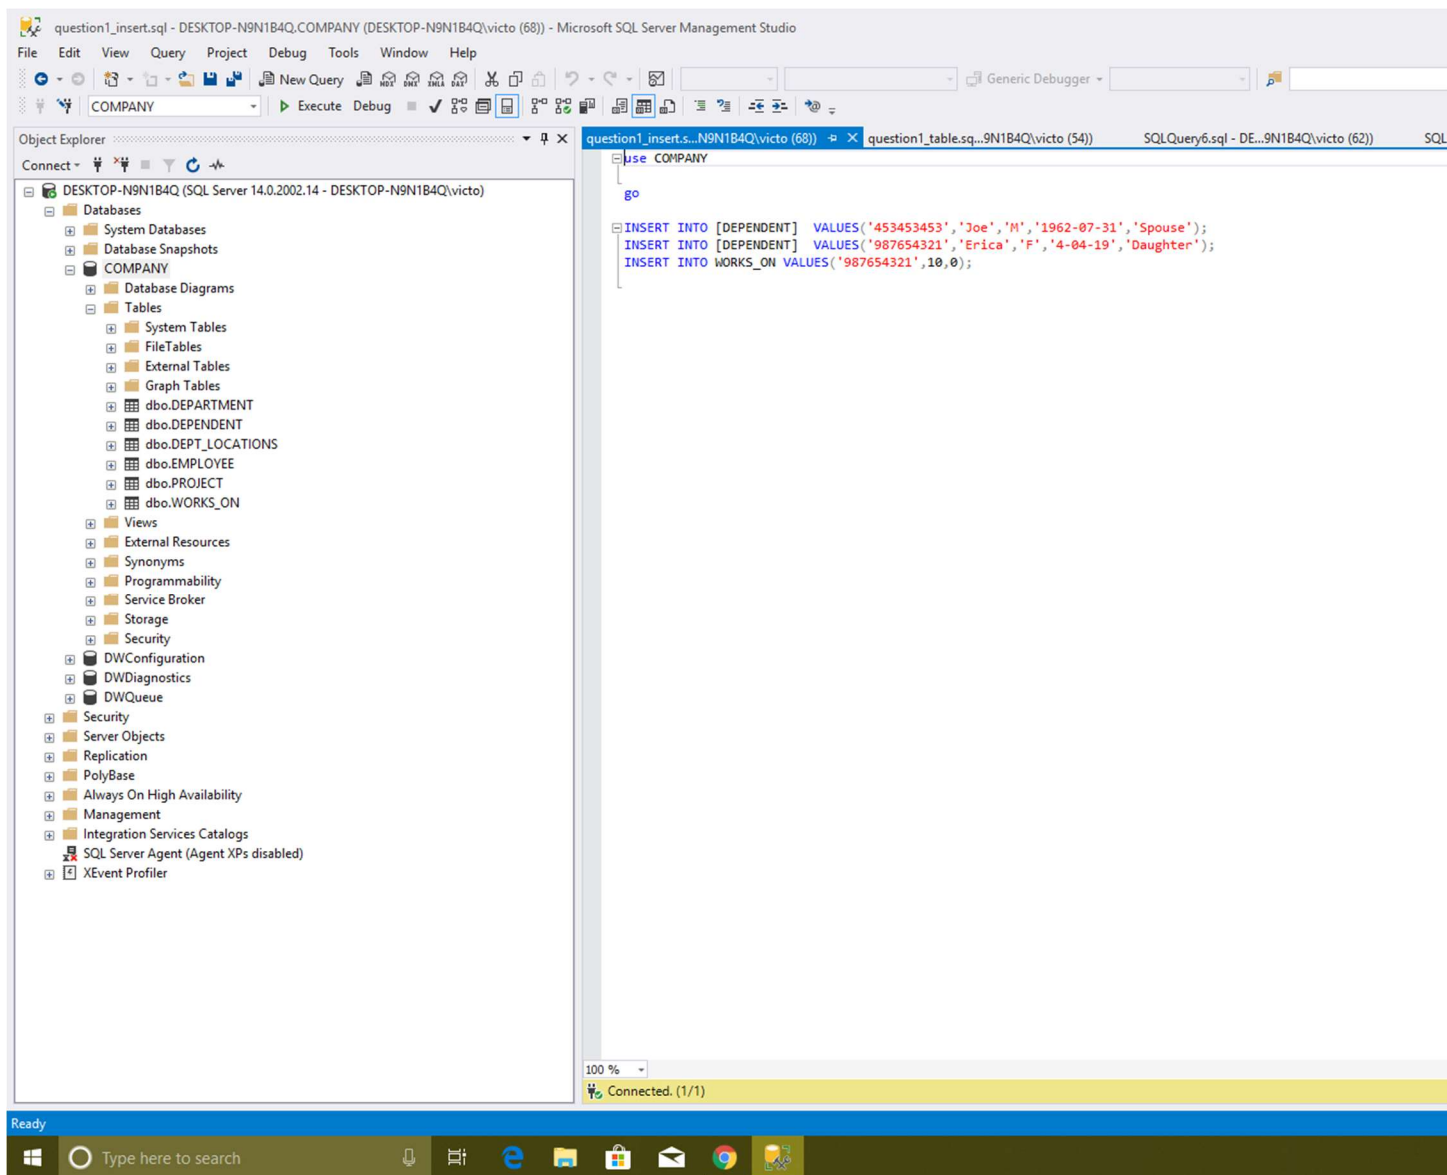 question1_insert.sql - DESKTOP-N9N1B4Q.COMPANY (DESKTOP-N9N1B4Q\victo (68)) - Microsoft SQL Server Management Studio
File Edit View Query Project Debug Tools Window Help
New Query MDX DMX XMLA DAX Generic Debugger
COMPANY Execute Debug
Object Explorer
question1_insert.s...N9N1B4Q\victo (68)) question1_table.sq...9N1B4Q\victo (54)) SQLQuery6.sql - DE...9N1B4Q\victo (62)) SQL
Connect
use COMPANY
go
INSERT INTO [DEPENDENT]  VALUES('453453453','Joe','M','1962-07-31','Spouse');
INSERT INTO [DEPENDENT]  VALUES('987654321','Erica','F','4-04-19','Daughter');
INSERT INTO WORKS_ON VALUES('987654321',10,0);
DESKTOP-N9N1B4Q (SQL Server 14.0.2002.14 - DESKTOP-N9N1B4Q\victo)
Databases
System Databases
Database Snapshots
COMPANY
Database Diagrams
Tables
System Tables
FileTables
External Tables
Graph Tables
dbo.DEPARTMENT
dbo.DEPENDENT
dbo.DEPT_LOCATIONS
dbo.EMPLOYEE
dbo.PROJECT
dbo.WORKS_ON
Views
External Resources
Synonyms
Programmability
Service Broker
Storage
Security
DWConfiguration
DWDiagnostics
DWQueue
Security
Server Objects
Replication
PolyBase
Always On High Availability
Management
Integration Services Catalogs
SQL Server Agent (Agent XPs disabled)
XEvent Profiler
100 %
Connected. (1/1)
Ready
Type here to search